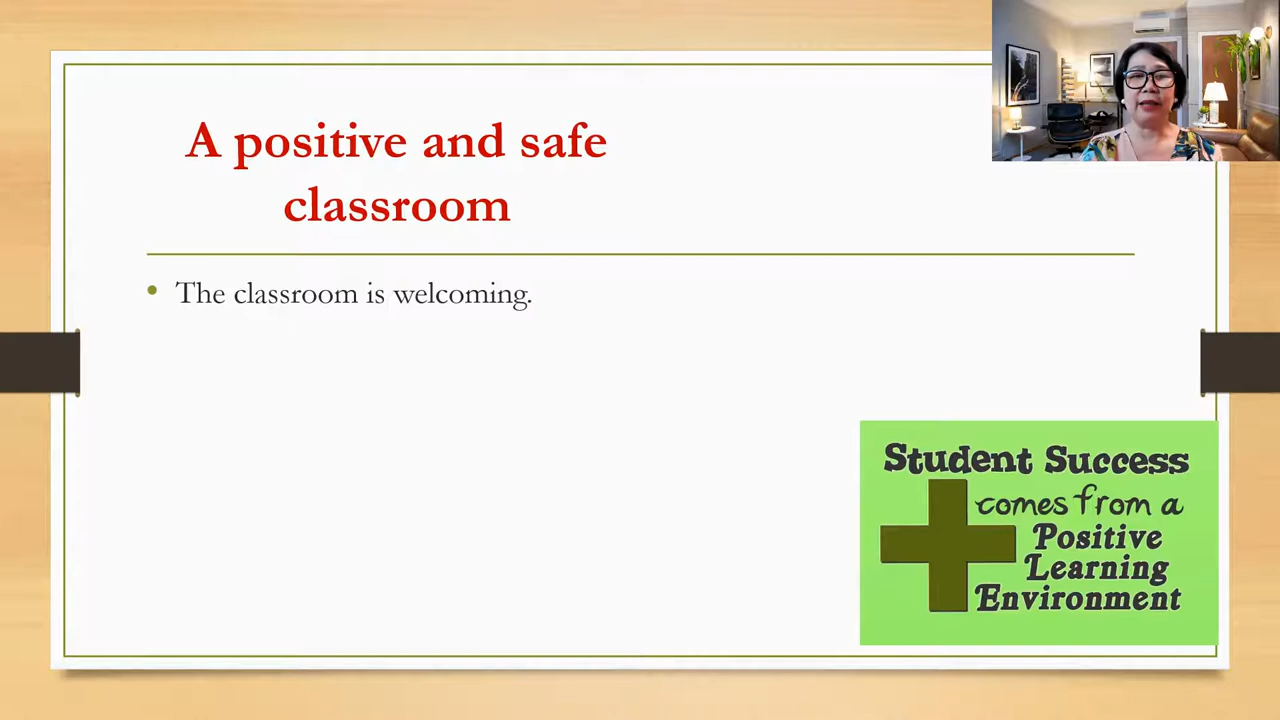 A positive and safe
classroom
• The classroom is welcoming.
Student Success
comes from a
Positive
Learning
Environment